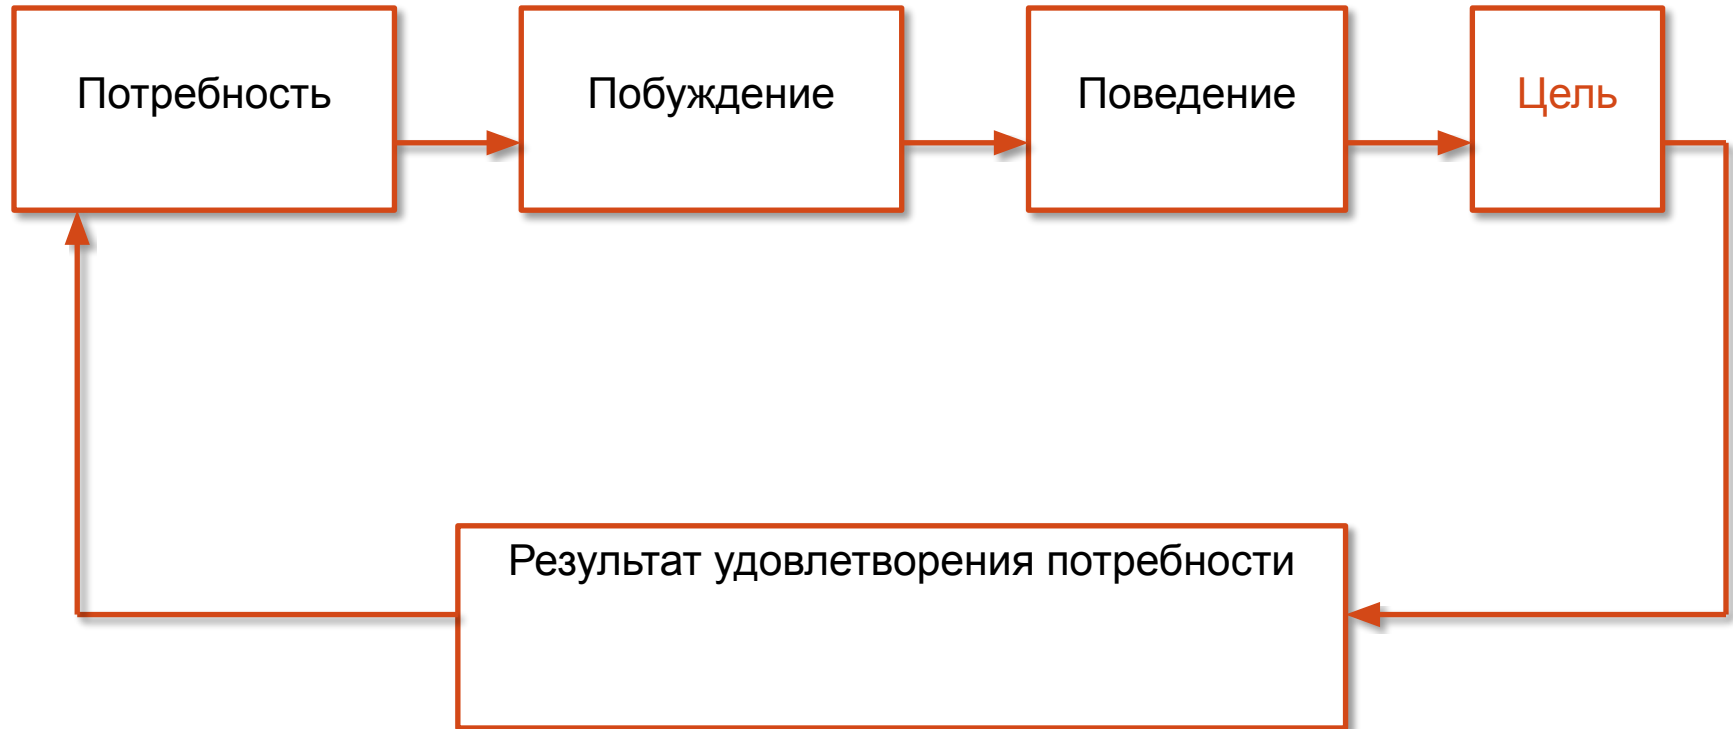 Потребность
Побуждение
Поведение
Цель
Результат удовлетворения потребности